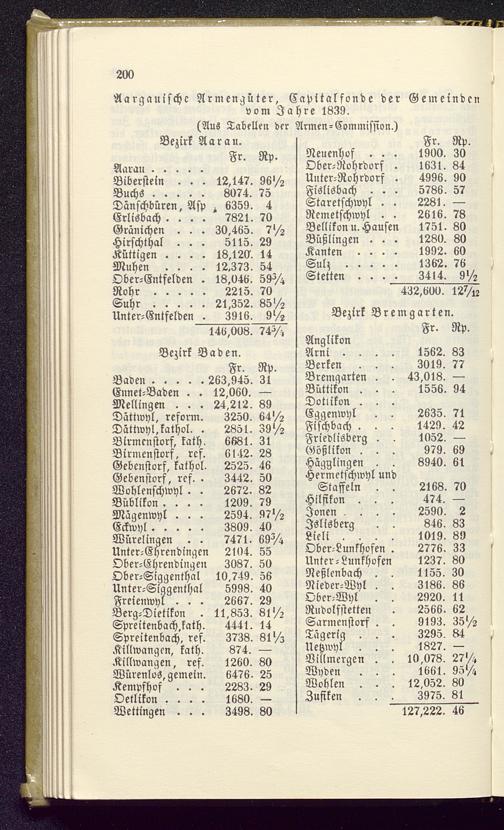 200
Aargauische Armengüter, Capitalfonde der Gemeinden
vom Jahre 1839.
(Aus Tabellen der Armen-Commission.)
Bezirk Aarau.
Fr. Rp.
Aarau . . . . .
Biberstein . . . 12,147. 96½
Buchs . . . . . 8074. 75
Dänschbüren, Asp . 6359. 4
Erlisbach . . . . 7821. 70
Gränichen . . . 30,465. 7½
Hirschthal . . . 5115. 29
Küttigen . . . . 18,120. 14
Muhen . . . . 12,373. 54
Ober-Entfelden . 18,046. 59¾
Rohr . . . . . 2215. 70
Suhr . . . . . 21,352. 85½
Unter-Entfelden . 3916. 9½
146,008. 74¾
Bezirk Baden.
Fr. Rp.
Baden . . . . . 263,945. 31
Ennet-Baden . . 12,060. —
Mellingen . . . 24,212. 89
Dättwyl, reform. 3250. 64½
Dättwyl, kathol. . 2851. 39½
Birmenstorf, kath. 6681. 31
Birmenstorf, ref. 6142. 28
Gebenstorf, kathol. 2525. 46
Gebenstorf, ref. . 3442. 50
Wohlenschwyl . . 2672. 82
Büblikon . . . . 1209. 79
Mägenwyl . . . 2594. 97½
Eckwyl . . . . . 3809. 40
Würelingen . . 7471. 69¾
Unter-Ehrendingen 2104. 55
Ober-Ehrendingen 3087. 50
Ober-Siggenthal 10,749. 56
Unter-Siggenthal 5998. 40
Freienwyl . . . 2667. 29
Berg-Dietikon . 11,853. 81½
Spreitenbach, kath. 4441. 14
Spreitenbach, ref. 3738. 81⅓
Killwangen, kath. 874. —
Killwangen, ref. 1260. 80
Würenlos, gemein. 6476. 25
Kempfhof . . . 2283. 29
Oetlikon . . . . 1680. —
Wettingen . . . 3498. 80
Fr. Rp.
Neuenhof . . . 1900. 30
Ober-Rohrdorf . 1631. 84
Unter-Rohrdorf . 4996. 90
Fislisbach . . . 5786. 57
Staretschwyl . . 2281. —
Remetschwyl . . 2616. 78
Bellikon u. Hausen 1751. 80
Büßlingen . . . 1280. 80
Kanten . . . . 1992. 60
Sulz . . . . . 1362. 76
Stetten . . . . 3414. 9½
432,600. 12 7/12
Bezirk Bremgarten.
Fr. Rp.
Anglikon
Arni . . . . 1562. 83
Berken . . . 3019. 77
Bremgarten . . 43,018. —
Büttikon . . . 1556. 94
Dottikon . . .
Eggenwyl . . 2635. 71
Fischbach . . . 1429. 42
Friedlisberg . . 1052. —
Gößlikon . . . 979. 69
Hägglingen . . 8940. 61
Hermetschwyl und
Staffeln . . 2168. 70
Hilfikon . . . 474. —
Jonen . . . . 2590. 2
Islisberg . . 846. 83
Lieli . . . . 1019. 89
Ober-Lunkhofen . 2776. 33
Unter-Lunkhofen 1237. 80
Neßlenbach . . 1155. 30
Nieder-Wyl . . 3186. 86
Ober-Wyl . . 2920. 11
Rudolfstetten . 2566. 62
Sarmenstorf . . 9193. 35½
Tägerig . . . 3295. 84
Uetzwyl . . . 1827. —
Villmergen . 10,078. 27¼
Wyden . . . 1661. 95¼
Wohlen . . . 12,052. 80
Zufiken . . . 3975. 81
127,222. 46